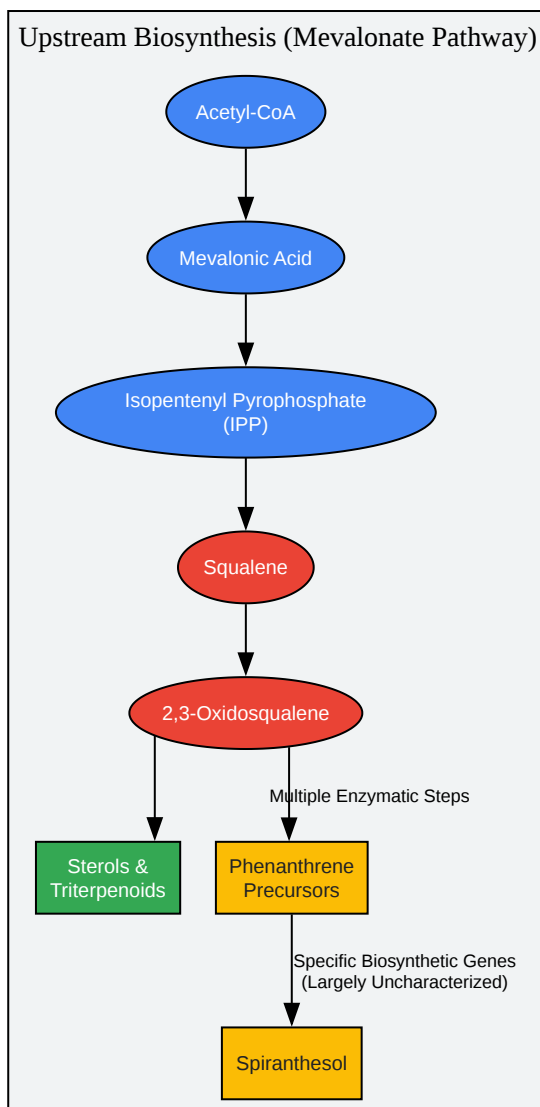 Upstream Biosynthesis (Mevalonate Pathway)
Acetyl-CoA
Mevalonic Acid
Isopentenyl Pyrophosphate
(IPP)
Squalene
2,3-Oxidosqualene
Multiple Enzymatic Steps
Sterols &
Triterpenoids
Phenanthrene
Precursors
Specific Biosynthetic Genes
(Largely Uncharacterized)
Spiranthesol